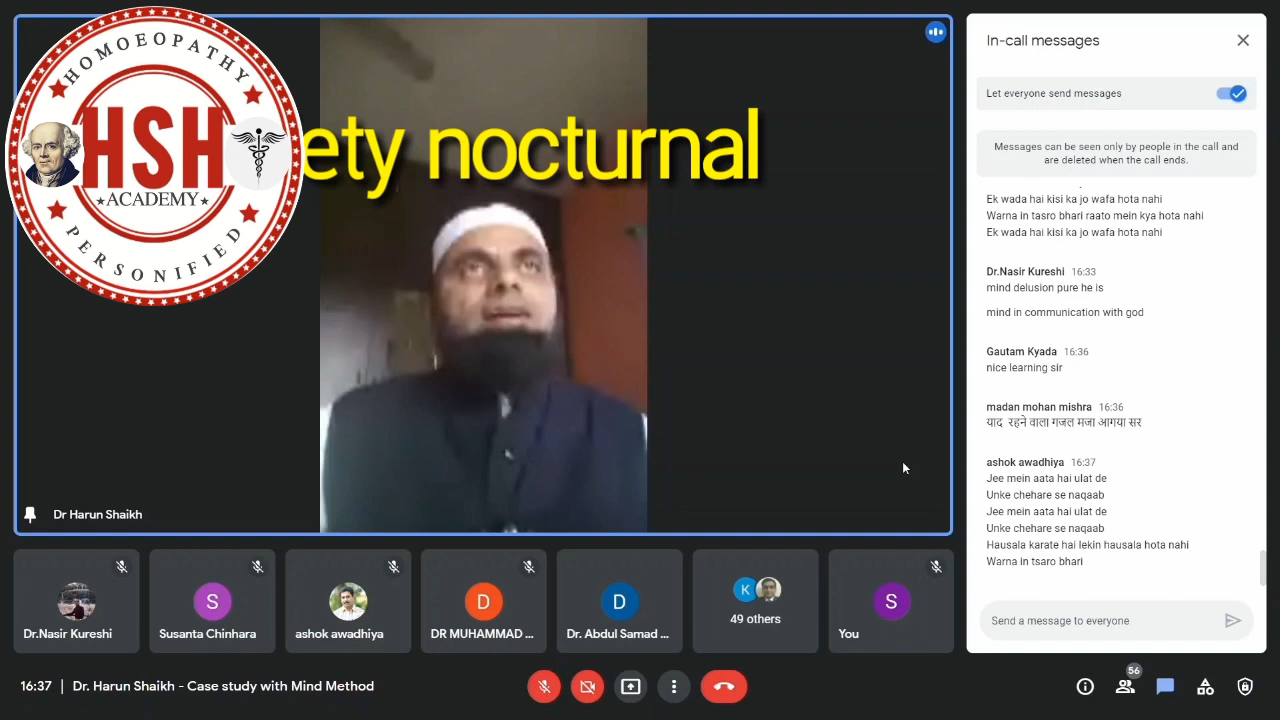 HOMOEOPATHY
HSH
ACADEMY
PERSONIFIED
ety nocturnal
Dr Harun Shaikh
In-call messages
Let everyone send messages
Messages can be seen only by people in the call and
are deleted when the call ends.
Ek wada hai kisi ka jo wafa hota nahi
Warna in tasro bhari raato mein kya hota nahi
Ek wada hai kisi ka jo wafa hota nahi
Dr.Nasir Kureshi 16:33
mind delusion pure he is
mind in communication with god
Gautam Kyada 16:36
nice learning sir
madan mohan mishra 16:36
याद रहने वाला गजल मजा आगया सर
ashok awadhiya 16:37
Jee mein aata hai ulat de
Unke chehare se naqaab
Jee mein aata hai ulat de
Unke chehare se naqaab
Hausala karate hai lekin hausala hota nahi
Warna in tsaro bhari
Send a message to everyone
Dr.Nasir Kureshi
S
Susanta Chinhara
ashok awadhiya
D
DR MUHAMMAD ...
D
Dr. Abdul Samad ...
K
49 others
S
You
16:37 | Dr. Harun Shaikh - Case study with Mind Method
56